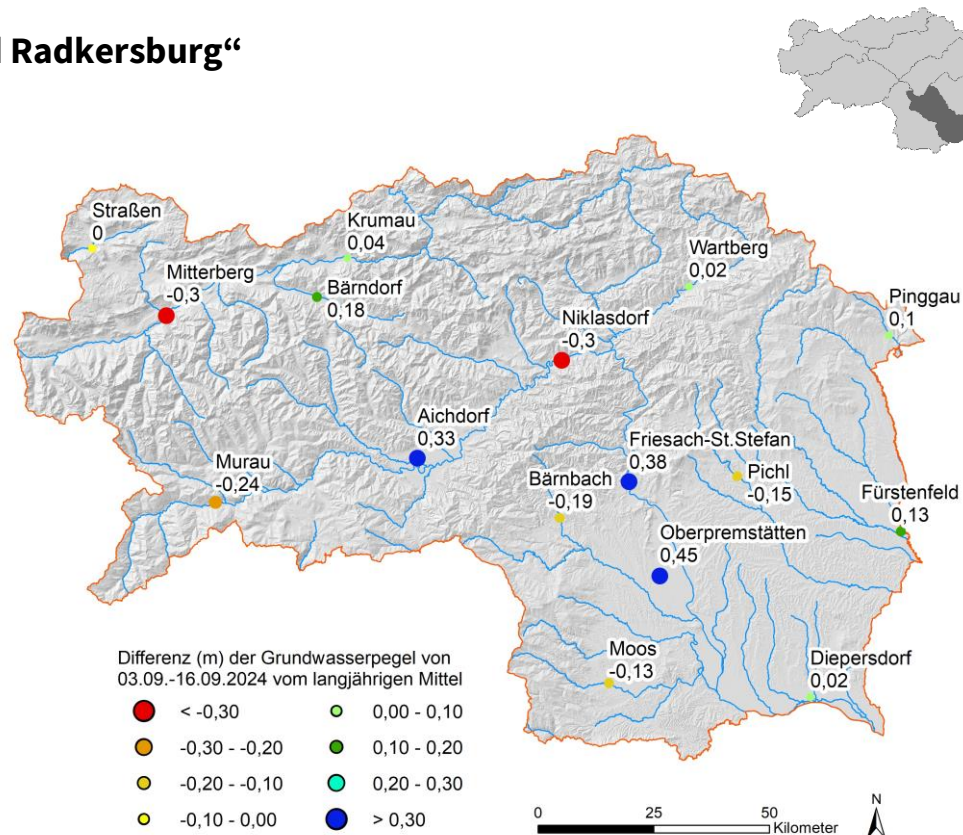 Radkersburg“
Straßen
0
Krumau
0,04
Wartberg
0,02
Mitterberg
-0,3
Bärndorf
0,18
Pinggau
0,1
Niklasdorf
-0,3
Aichdorf
0,33
Friesach-St.Stefan
0,38
Murau
-0,24
Bärnbach
-0,19
Pichl
-0,15
Fürstenfeld
0,13
Oberpremstätten
0,45
Moos
-0,13
Diepersdorf
0,02
Differenz (m) der Grundwasserpegel von
03.09.-16.09.2024 vom langjährigen Mittel
< -0,30
-0,30 - -0,20
-0,20 - -0,10
-0,10 - 0,00
0,00 - 0,10
0,10 - 0,20
0,20 - 0,30
> 0,30
0 25 50
Kilometer
N